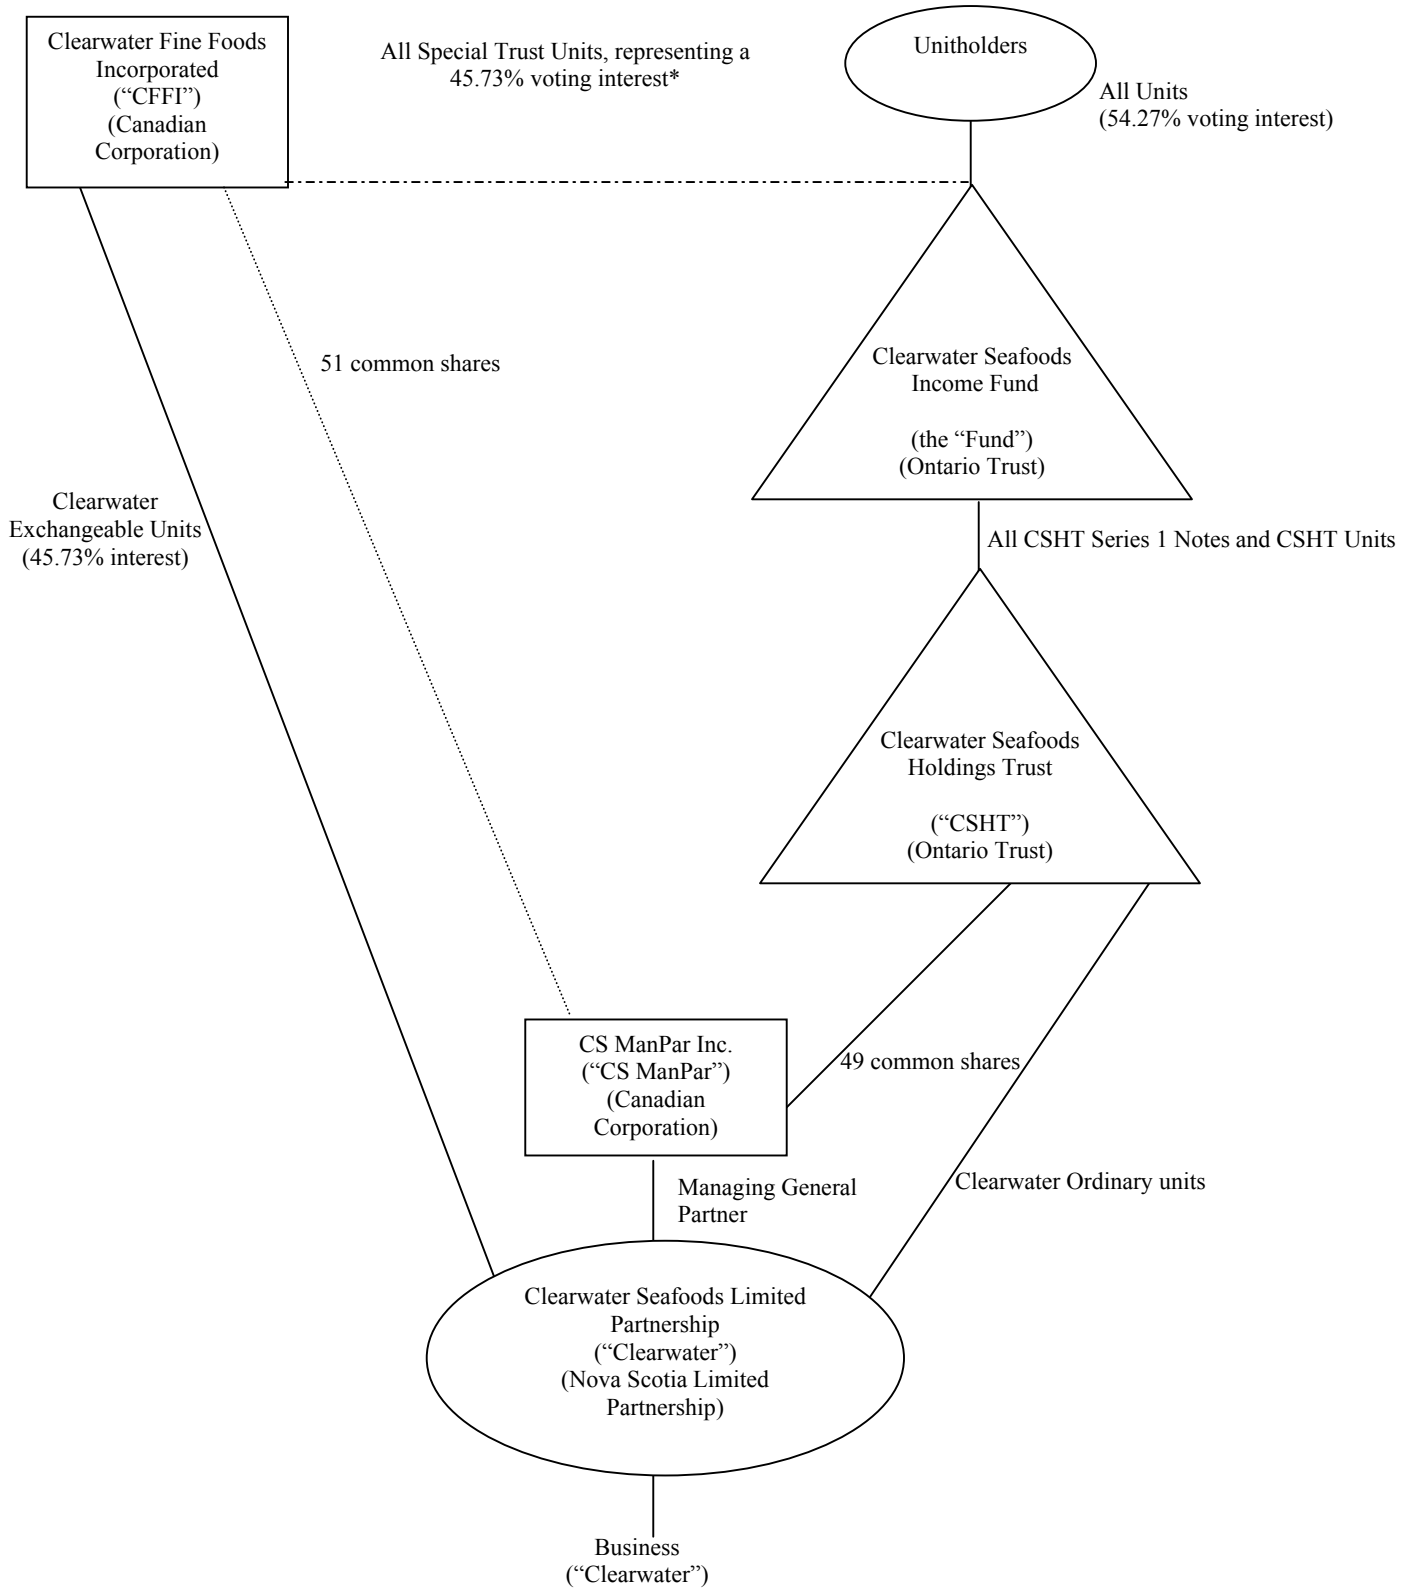 Clearwater Fine Foods
Incorporated
(“CFFI”)
(Canadian
Corporation)
All Special Trust Units, representing a
45.73% voting interest*
Unitholders
All Units
(54.27% voting interest)
51 common shares
Clearwater Seafoods
Income Fund
(the “Fund”)
(Ontario Trust)
Clearwater
Exchangeable Units
(45.73% interest)
All CSHT Series 1 Notes and CSHT Units
Clearwater Seafoods
Holdings Trust
(“CSHT”)
(Ontario Trust)
CS ManPar Inc.
(“CS ManPar”)
(Canadian
Corporation)
49 common shares
Managing General
Partner
Clearwater Ordinary units
Clearwater Seafoods Limited
Partnership
(“Clearwater”)
(Nova Scotia Limited
Partnership)
Business
(“Clearwater”)